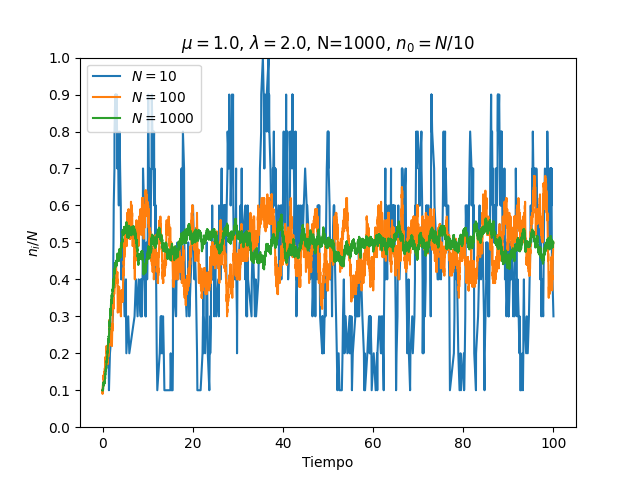 μ = 1.0, λ = 2.0, N=1000, n₀ = N/10
N = 10
N = 100
N = 1000
nᵢ/N
1.0
0.9
0.8
0.7
0.6
0.5
0.4
0.3
0.2
0.1
0.0
0 20 40 60 80 100
Tiempo